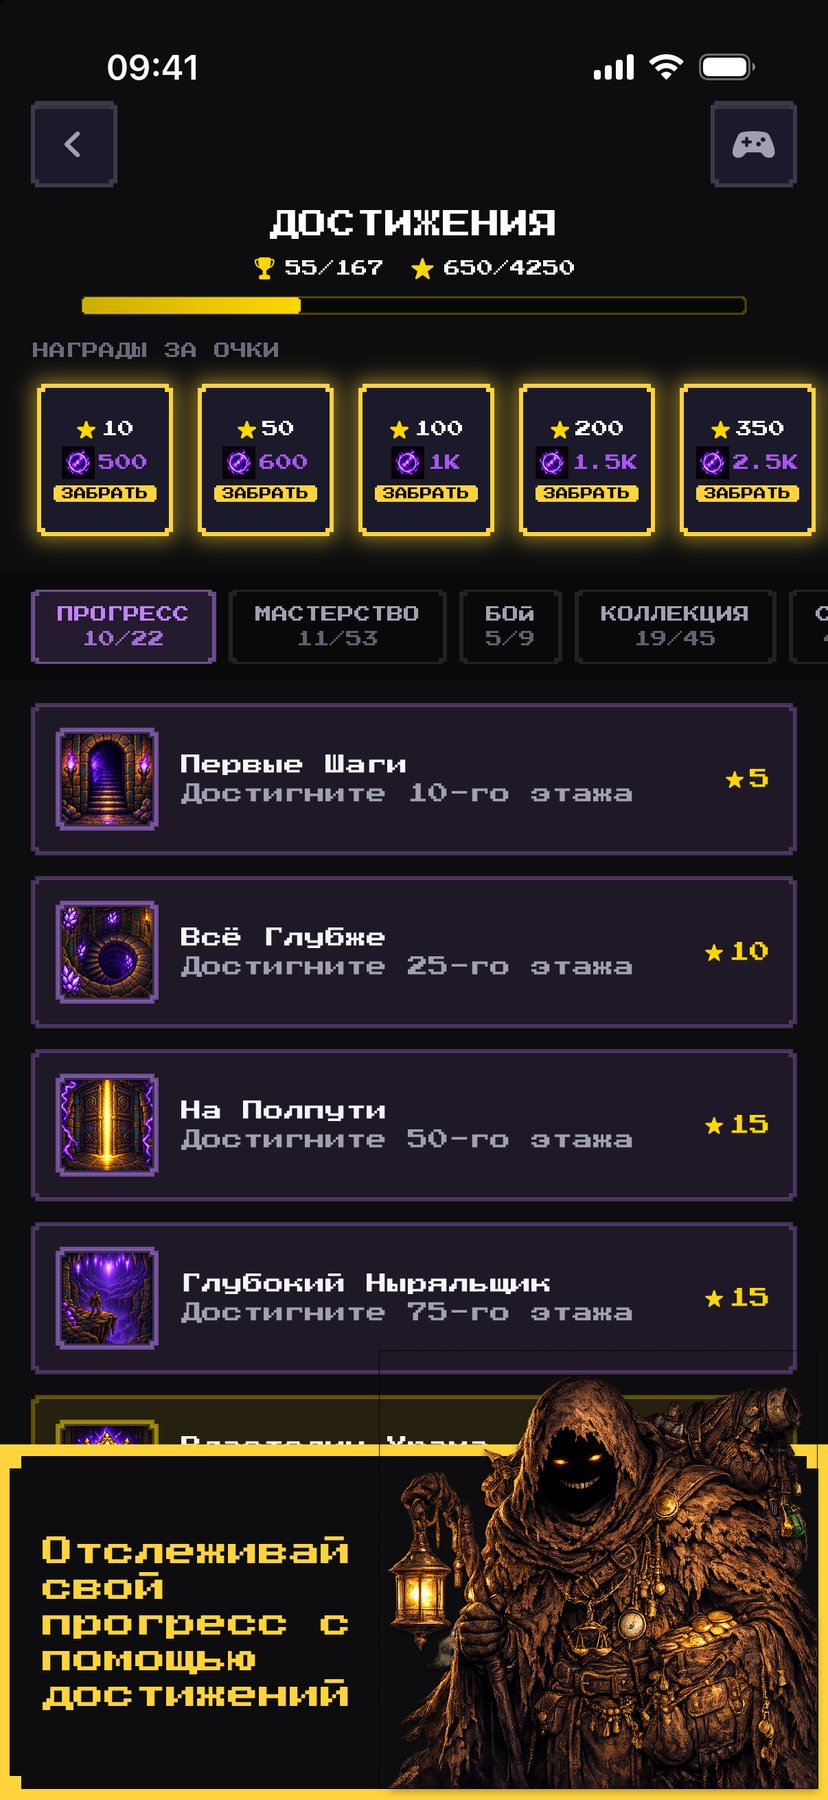 09:41
ДОСТИЖЕНИЯ
55/167 650/4250
НАГРАДЫ ЗА ОЧКИ
10 50 100 200 350
500 600 1K 1.5K 2.5K
ЗАБРАТЬ ЗАБРАТЬ ЗАБРАТЬ ЗАБРАТЬ ЗАБРАТЬ
ПРОГРЕСС МАСТЕРСТВО БОЙ КОЛЛЕКЦИЯ
10/22 11/53 5/9 19/45
Первые Шаги
Достигните 10-го этажа
5
Всё Глубже
Достигните 25-го этажа
10
На Полпути
Достигните 50-го этажа
15
Глубокий Ныряльщик
Достигните 75-го этажа
15
Отслеживай
свой
прогресс с
помощью
достижений